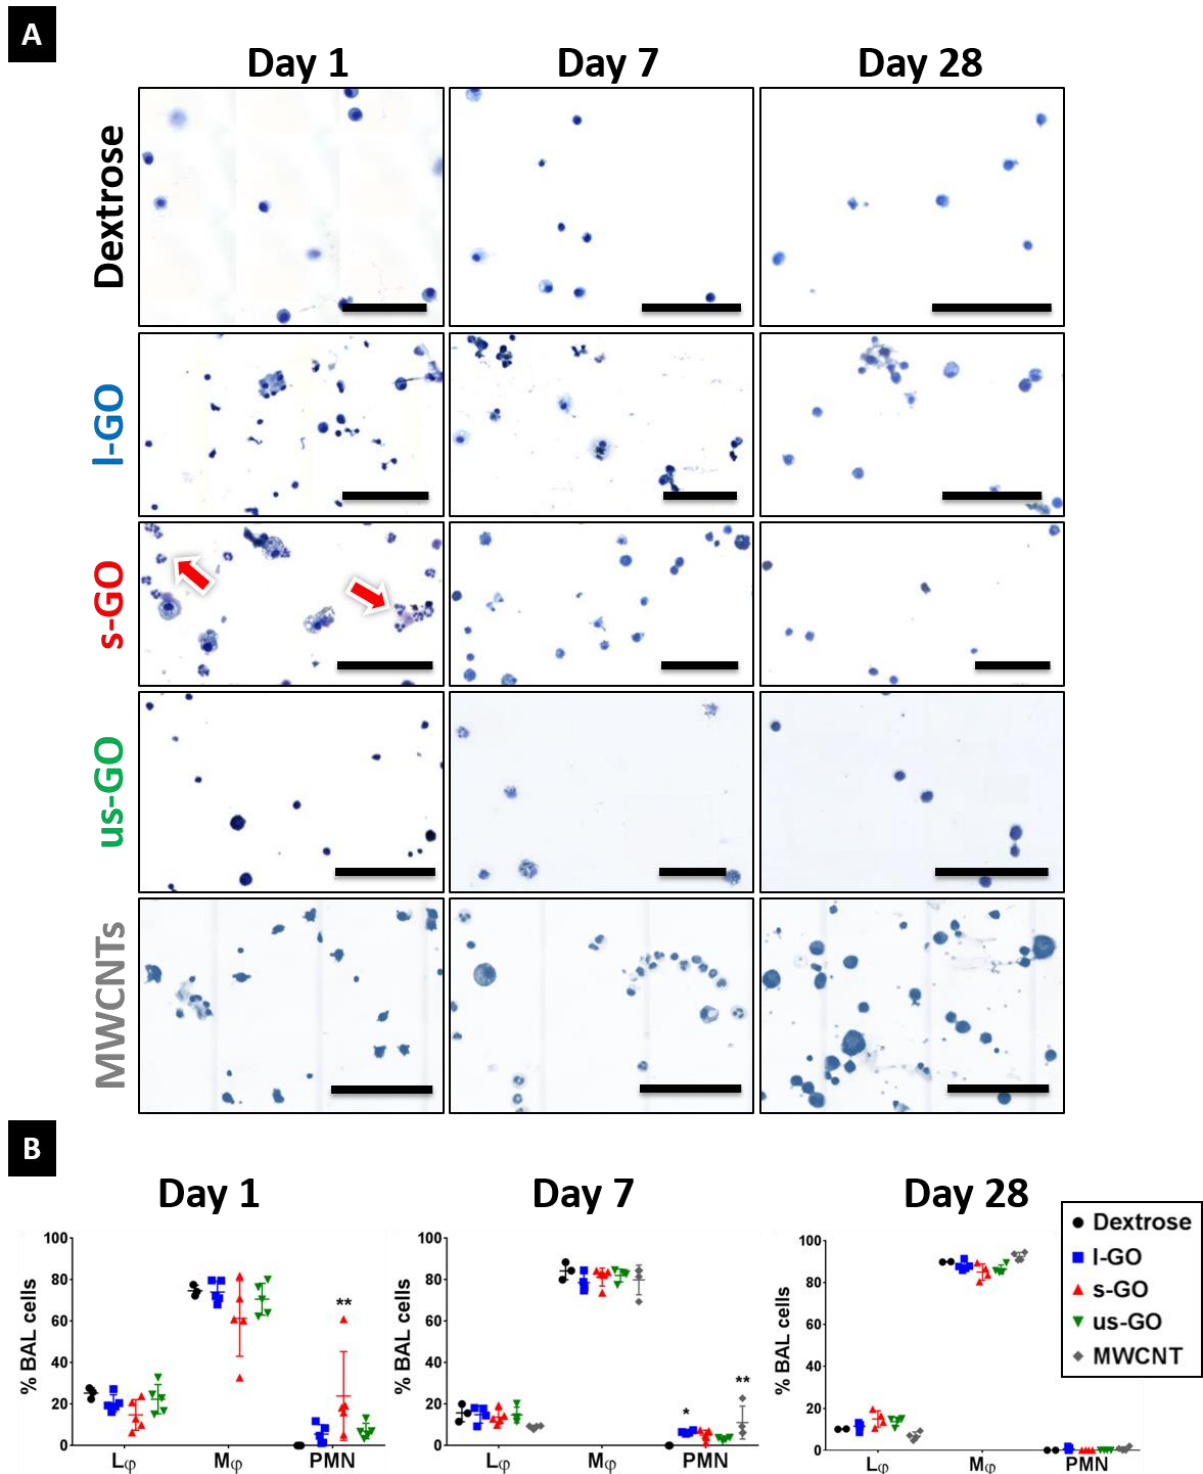 A
Day 1 Day 7 Day 28
Dextrose
l-GO
s-GO
us-GO
MWCNTs
B
Day 1 Day 7 Day 28
% BAL cells
100
80
60
40
20
0
**
Lφ Mφ PMN
% BAL cells
100
80
60
40
20
0
*
**
Lφ Mφ PMN
% BAL cells
100
80
60
40
20
0
Lφ Mφ PMN
Dextrose
l-GO
s-GO
us-GO
MWCNT